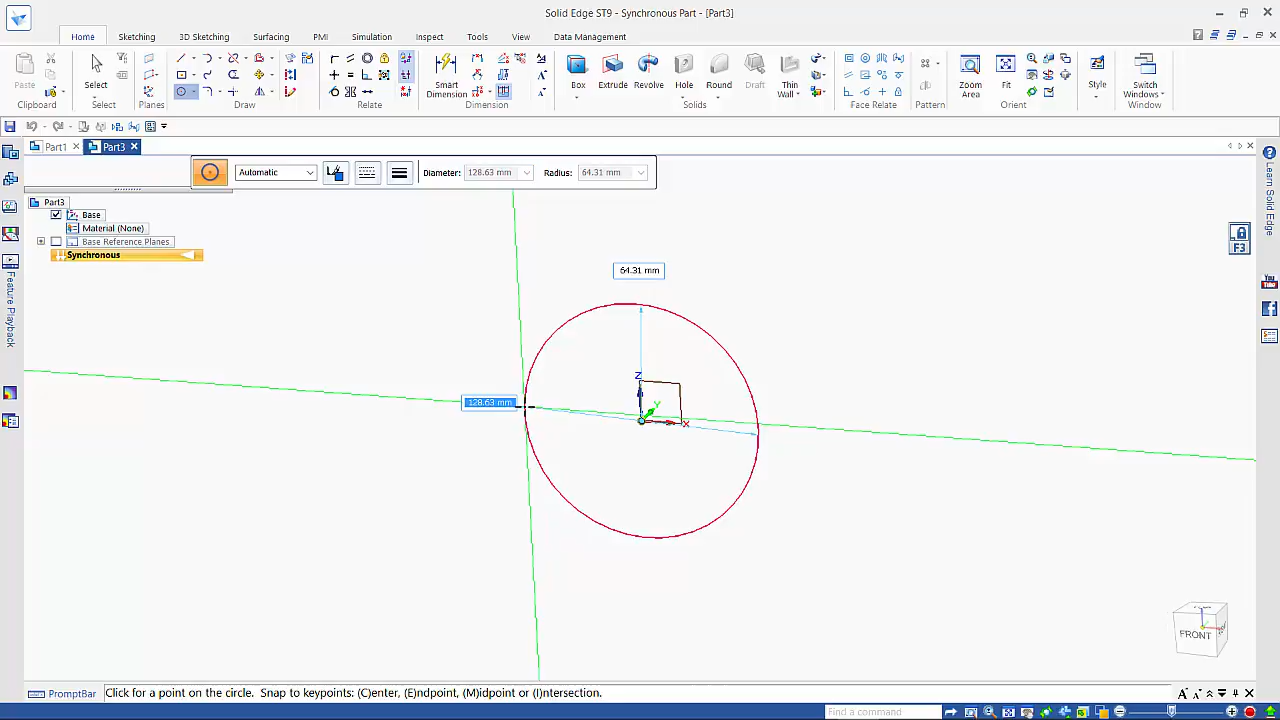 Solid Edge ST9 - Synchronous Part - [Part3]
Home Sketching 3D Sketching Surfacing PMI Simulation Inspect Tools View Data Management
Paste
Clipboard
Select
Select
Planes
Draw
Relate
Smart Dimension
Dimension
Box Extrude Revolve Hole Round Draft Thin Wall
Solids
Face Relate
Pattern
Zoom Area Fit
Orient
Style
Switch Windows
Window
Part1 Part3
Automatic Diameter: 128.63 mm Radius: 64.31 mm
Part3
Base
Material (None)
Base Reference Planes
Synchronous
Feature Playback
Learn Solid Edge
F3
You Tube
64.31 mm
128.63 mm
Z
Y
X
FRONT
PromptBar Click for a point on the circle. Snap to keypoints: (C)enter, (E)ndpoint, (M)idpoint or (I)ntersection.
Find a command